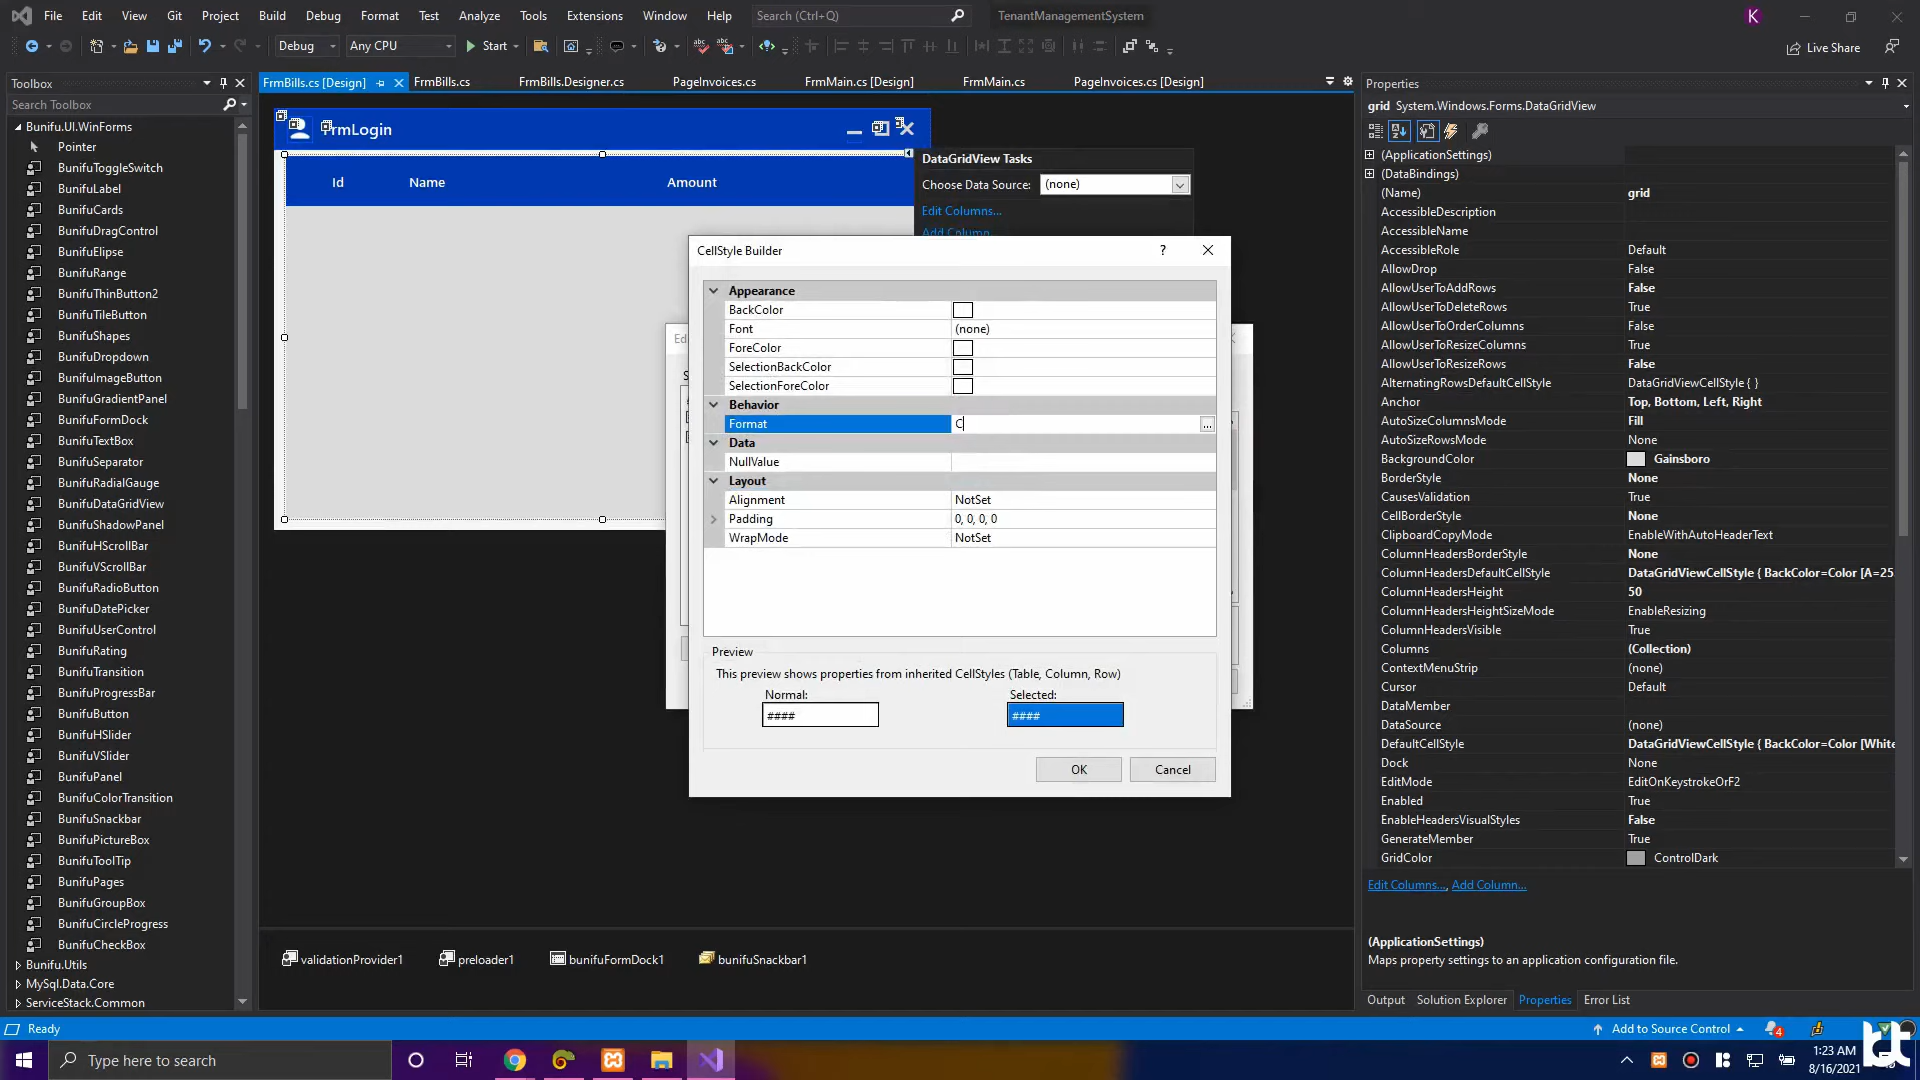 File Edit View Git Project Build Debug Format Test Analyze Tools Extensions Window Help Search (Ctrl+Q) TenantManagementSystem K
Debug Any CPU Start Live Share
Toolbox
Search Toolbox
Bunifu.UI.WinForms
Pointer
BunifuToggleSwitch
BunifuLabel
BunifuCards
BunifuDragControl
BunifuElipse
BunifuRange
BunifuThinButton2
BunifuTileButton
BunifuShapes
BunifuDropdown
BunifuImageButton
BunifuGradientPanel
BunifuFormDock
BunifuTextBox
BunifuSeparator
BunifuRadialGauge
BunifuDataGridView
BunifuShadowPanel
BunifuHScrollBar
BunifuVScrollBar
BunifuRadioButton
BunifuDatePicker
BunifuUserControl
BunifuRating
BunifuTransition
BunifuProgressBar
BunifuButton
BunifuHSlider
BunifuVSlider
BunifuPanel
BunifuColorTransition
BunifuSnackbar
BunifuPictureBox
BunifuToolTip
BunifuPages
BunifuGroupBox
BunifuCircleProgress
BunifuCheckBox
Bunifu.Utils
MySql.Data.Core
ServiceStack.Common
FrmBills.cs [Design] FrmBills.cs FrmBills.Designer.cs PageInvoices.cs FrmMain.cs [Design] FrmMain.cs PageInvoices.cs [Design]
FrmLogin
Id Name Amount
DataGridView Tasks
Choose Data Source: (none)
Edit Columns...
Add Column...
CellStyle Builder ?
Appearance
BackColor
Font (none)
ForeColor
SelectionBackColor
SelectionForeColor
Behavior
Format C ...
Data
NullValue
Layout
Alignment NotSet
Padding 0, 0, 0, 0
WrapMode NotSet
Preview
This preview shows properties from inherited CellStyles (Table, Column, Row)
Normal: Selected:
#### ####
OK Cancel
validationProvider1 preloader1 bunifuFormDock1 bunifuSnackbar1
Properties
grid System.Windows.Forms.DataGridView
(ApplicationSettings)
(DataBindings)
(Name) grid
AccessibleDescription
AccessibleName
AccessibleRole Default
AllowDrop False
AllowUserToAddRows False
AllowUserToDeleteRows True
AllowUserToOrderColumns False
AllowUserToResizeColumns True
AllowUserToResizeRows False
AlternatingRowsDefaultCellStyle DataGridViewCellStyle { }
Anchor Top, Bottom, Left, Right
AutoSizeColumnsMode Fill
AutoSizeRowsMode None
BackgroundColor Gainsboro
BorderStyle None
CausesValidation True
CellBorderStyle None
ClipboardCopyMode EnableWithAutoHeaderText
ColumnHeadersBorderStyle None
ColumnHeadersDefaultCellStyle DataGridViewCellStyle { BackColor=Color [A=25
ColumnHeadersHeight 50
ColumnHeadersHeightSizeMode EnableResizing
ColumnHeadersVisible True
Columns (Collection)
ContextMenuStrip (none)
Cursor Default
DataMember
DataSource (none)
DefaultCellStyle DataGridViewCellStyle { BackColor=Color [White
Dock None
EditMode EditOnKeystrokeOrF2
Enabled True
EnableHeadersVisualStyles False
GenerateMember True
GridColor ControlDark
Edit Columns..., Add Column...
(ApplicationSettings)
Maps property settings to an application configuration file.
Output Solution Explorer Properties Error List
Ready Add to Source Control 4
Type here to search
1:23 AM
8/16/2021